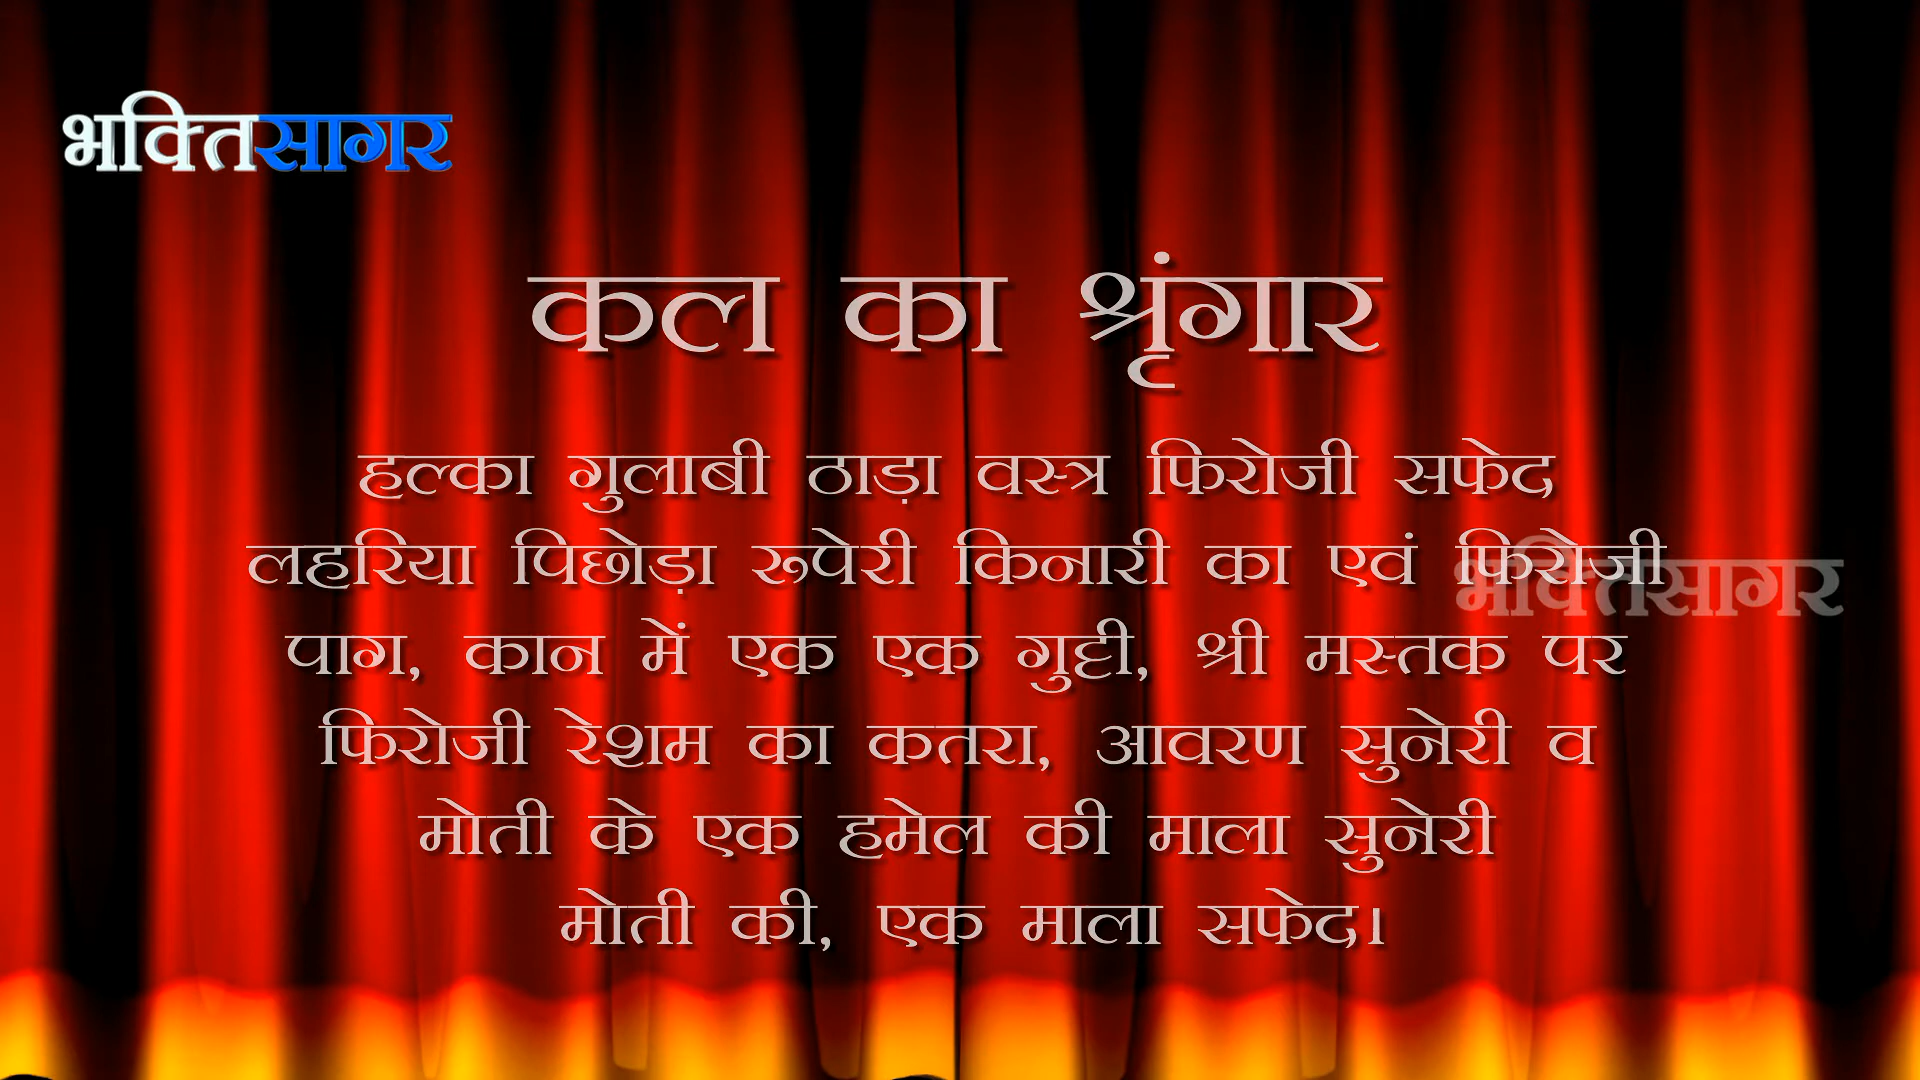 भक्तिसागर
कल का श्रृंगार
हल्का गुलाबी ठाड़ा वस्त्र फिरोजी सफेद
लहरिया पिछोड़ा रूपेरी किनारी का एवं फिरोजी
भक्तिसागर
पाग, कान में एक एक गुट्टी, श्री मस्तक पर
फिरोजी रेशम का कतरा, आवरण सुनेरी व
मोती के एक हमेल की माला सुनेरी
मोती की, एक माला सफेद।